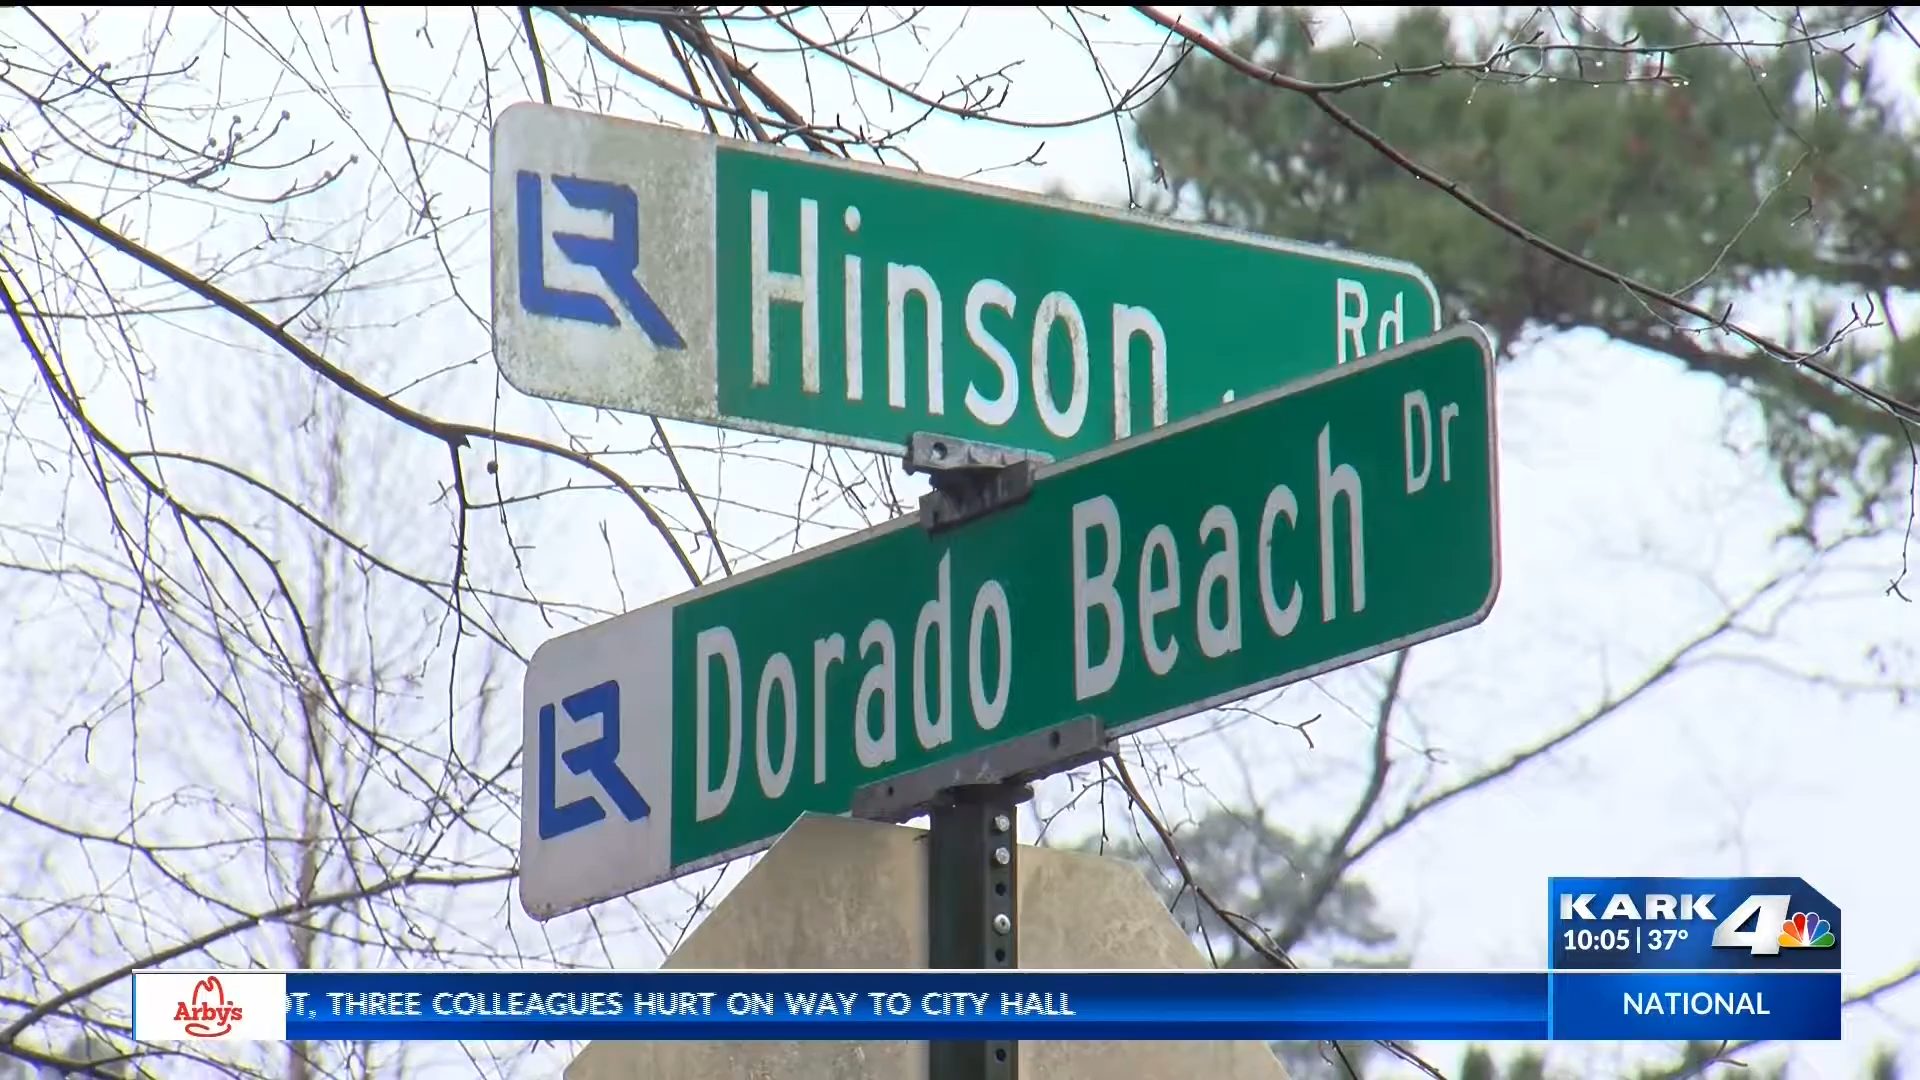 LR Hinson Rd
LR Dorado Beach Dr
KARK 4
10:05 | 37°
Arby's
THREE COLLEAGUES HURT ON WAY TO CITY HALL
NATIONAL